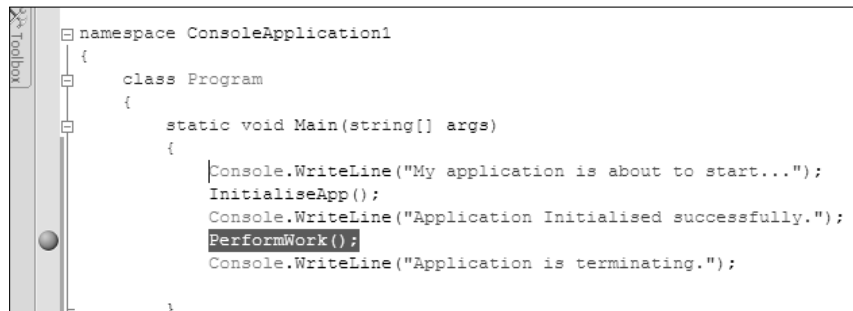 Toolbox
namespace ConsoleApplication1
{
class Program
{
static void Main(string[] args)
{
Console.WriteLine("My application is about to start...");
InitialiseApp();
Console.WriteLine("Application Initialised successfully.");
PerformWork();
Console.WriteLine("Application is terminating.");
}